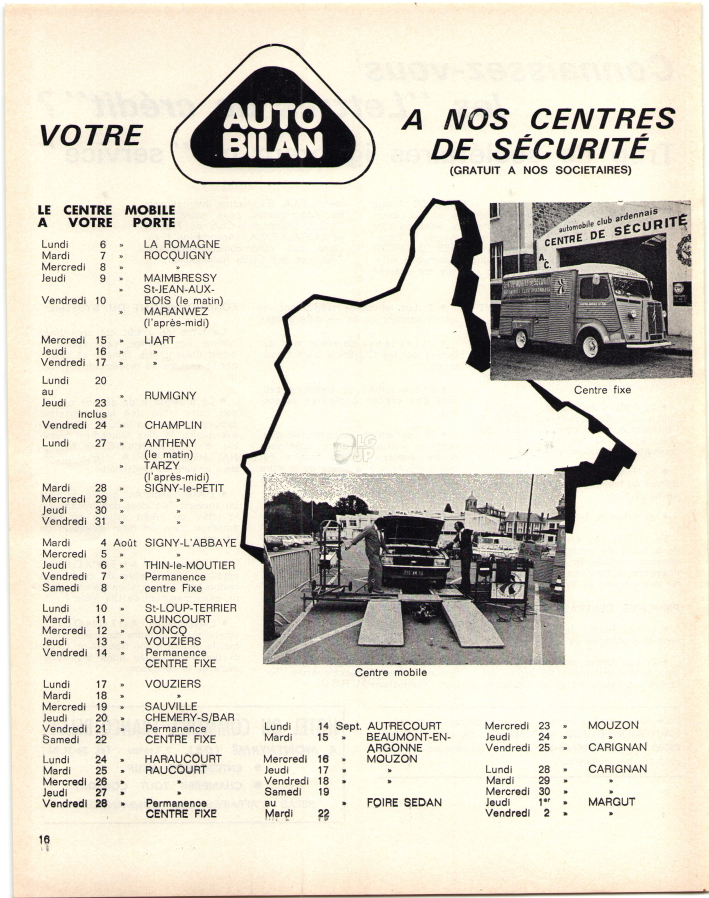 VOTRE
AUTO
BILAN
A NOS CENTRES
DE SÉCURITÉ
(GRATUIT A NOS SOCIETAIRES)
LE CENTRE MOBILE
A VOTRE PORTE
Lundi 6 » LA ROMAGNE
Mardi 7 » ROCQUIGNY
Mercredi 8 » »
Jeudi 9 » MAIMBRESSY
» St-JEAN-AUX-
Vendredi 10 BOIS (le matin)
» MARANWEZ
(l'après-midi)
Mercredi 15 » LIART
Jeudi 16 » »
Vendredi 17 » »
Lundi 20
au
» RUMIGNY
Jeudi 23
inclus
Vendredi 24 » CHAMPLIN
Lundi 27 » ANTHENY
(le matin)
» TARZY
(l'après-midi)
Mardi 28 » SIGNY-le-PETIT
Mercredi 29 » »
Jeudi 30 » »
Vendredi 31 » »
Mardi 4 Août SIGNY-L'ABBAYE
Mercredi 5 » »
Jeudi 6 » THIN-le-MOUTIER
Vendredi 7 » Permanence
Samedi 8 centre Fixe
Lundi 10 » St-LOUP-TERRIER
Mardi 11 » GUINCOURT
Mercredi 12 » VONCQ
Jeudi 13 » VOUZIERS
Vendredi 14 » Permanence
CENTRE FIXE
Lundi 17 » VOUZIERS
Mardi 18 » »
Mercredi 19 » SAUVILLE
Jeudi 20 » CHEMERY-S/BAR
Vendredi 21 » Permanence
Samedi 22 » CENTRE FIXE
Lundi 24 » HARAUCOURT
Mardi 25 » RAUCOURT
Mercredi 26 » »
Jeudi 27 » »
Vendredi 28 » Permanence
CENTRE FIXE
automobile club ardennais
CENTRE DE SÉCURITÉ
A.
C.
Centre fixe
LG
JP
Centre mobile
Lundi 14 Sept. AUTRECOURT
Mardi 15 » BEAUMONT-EN-
ARGONNE
Mercredi 16 » MOUZON
Jeudi 17 » »
Vendredi 18 » »
Samedi 19
au » FOIRE SEDAN
Mardi 22
Mercredi 23 » MOUZON
Jeudi 24 » »
Vendredi 25 » CARIGNAN
Lundi 28 » CARIGNAN
Mardi 29 » »
Mercredi 30 » »
Jeudi 1er » MARGUT
Vendredi 2 » »
16